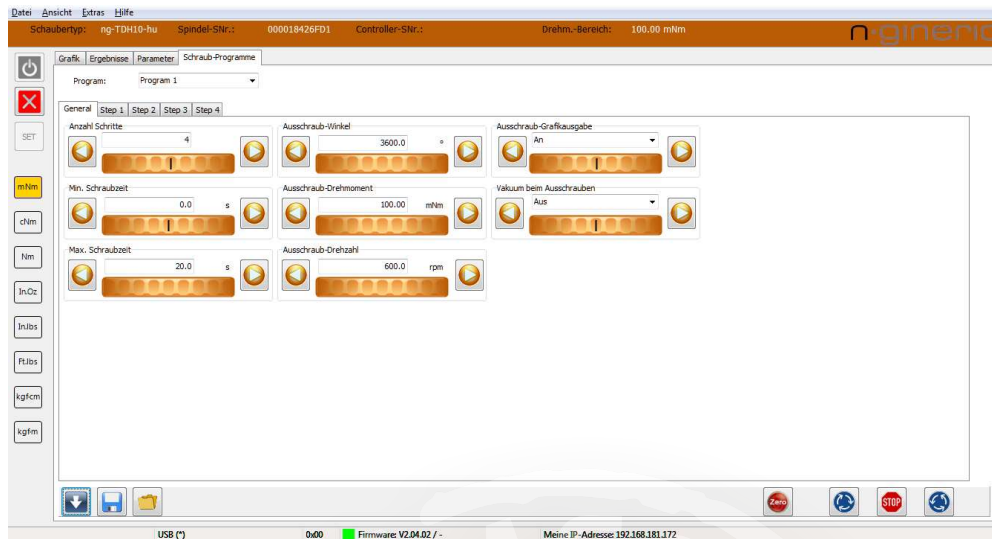 Datei Ansicht Extras Hilfe
Schaubertyp: ng-TDH10-hu Spindel-SNr.: 000018426FD1 Controller-SNr.: Drehm.-Bereich: 100.00 mNm
n-gineric
Grafik Ergebnisse Parameter Schraub-Programme
Program: Program 1
General Step 1 Step 2 Step 3 Step 4
SET
mNm
cNm
Nm
In.Oz
In.lbs
Ft.lbs
kgfcm
kgfm
Anzahl Schritte
4
Ausschraub-Winkel
3600.0 °
Ausschraub-Grafikausgabe
An
Min. Schraubzeit
0.0 s
Ausschraub-Drehmoment
100.00 mNm
Vakuum beim Ausschrauben
Aus
Max. Schraubzeit
20.0 s
Ausschraub-Drehzahl
600.0 rpm
Zero
STOP
USB (*) 0x00 Firmware: V2.04.02 / - Meine IP-Adresse: 192.168.181.172